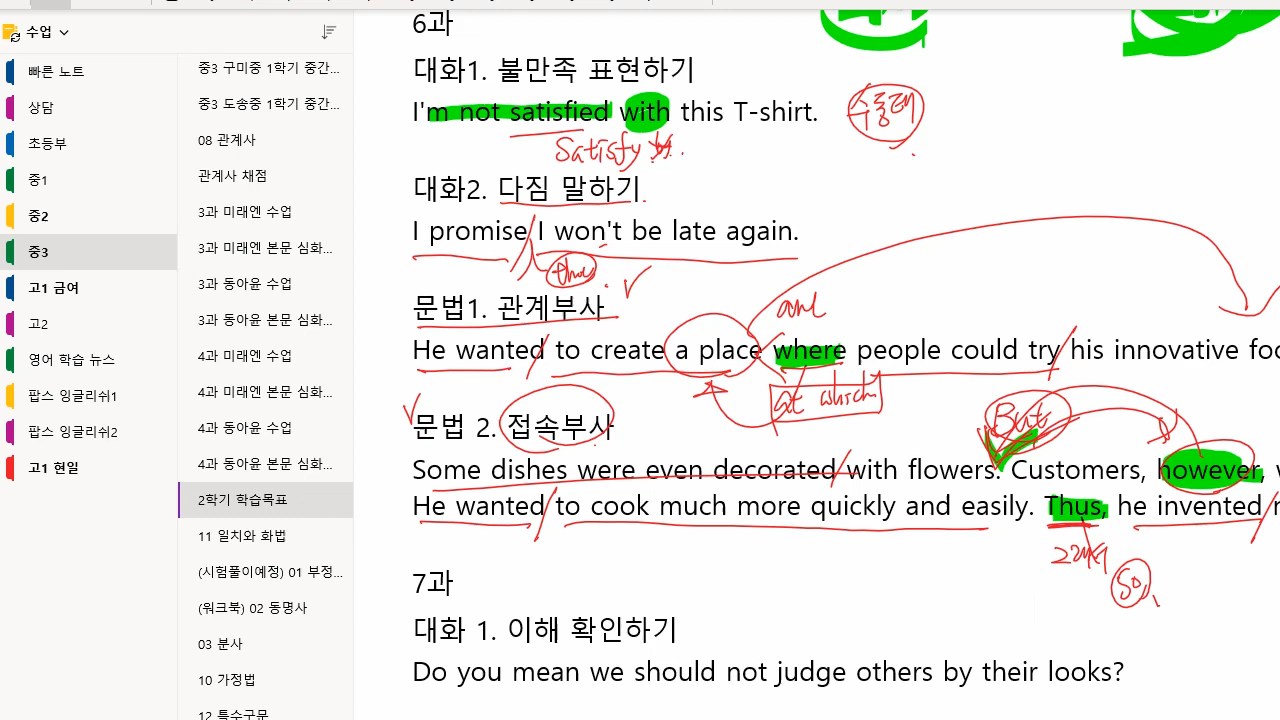 수업
빠른 노트
상담
초등부
중1
중2
중3
고1 금여
고2
영어 학습 뉴스
팝스 잉글리쉬1
팝스 잉글리쉬2
고1 현일
중3 구미중 1학기 중간...
중3 도송중 1학기 중간...
08 관계사
관계사 채점
3과 미래엔 수업
3과 미래엔 본문 심화...
3과 동아윤 수업
3과 동아윤 본문 심화...
4과 미래엔 수업
4과 미래엔 본문 심화...
4과 동아윤 수업
4과 동아윤 본문 심화...
2학기 학습목표
11 일치와 화법
(시험풀이예정) 01 부정...
(워크북) 02 동명사
03 분사
10 가정법
12 특수구문
6과
대화1. 불만족 표현하기
I'm not satisfied with this T-shirt.
수동태
Satisfy
대화2. 다짐 말하기
I promise I won't be late again.
that
문법1. 관계부사
and
He wanted to create a place where people could try his innovative foo
at which
문법 2. 접속부사
But
Some dishes were even decorated with flowers. Customers, however, w
He wanted to cook much more quickly and easily. Thus, he invented
그래서
So
7과
대화 1. 이해 확인하기
Do you mean we should not judge others by their looks?